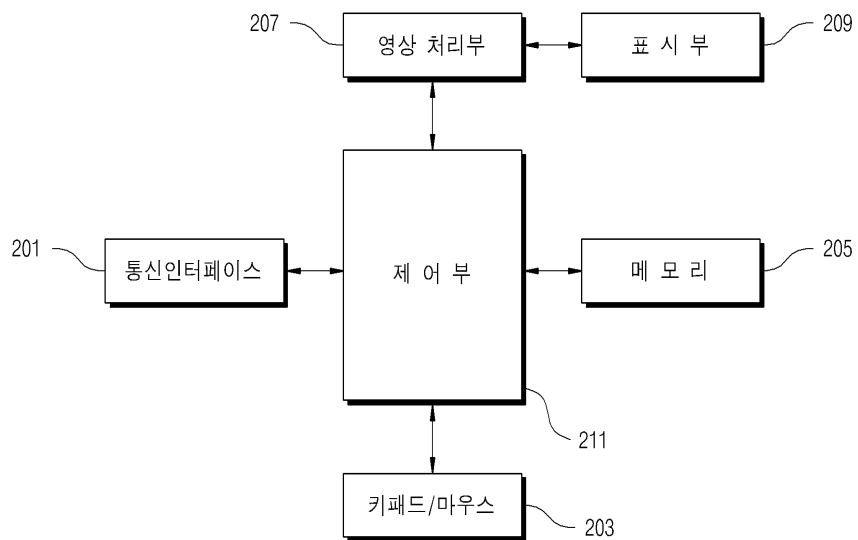 207
영상 처리부
표 시 부
209
201
통신인터페이스
제 어 부
메 모 리
205
211
키패드/마우스
203